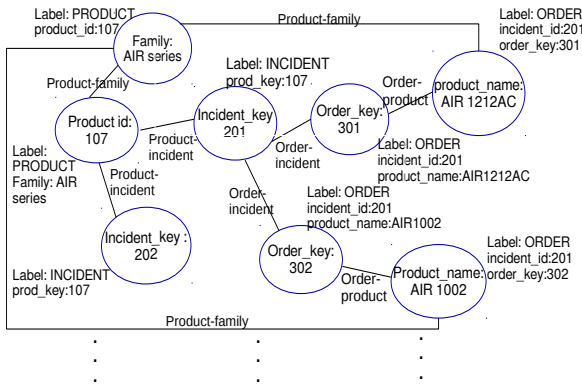 Label: PRODUCT
product_id:107
Family:
AIR series
Product-family
Label: ORDER
incident_id:201
order_key:301
Label: INCIDENT
prod_key:107
Product-family
Order-
product
product_name:
AIR 1212AC
Product id:
107
Product-
incident
Incident_key
201
Order-
incident
Order_key:
301
Label:
PRODUCT
Family: AIR
series
Product-
incident
Order-
incident
Label: ORDER
incident_id:201
product_name:AIR1212AC
Label: ORDER
incident_id:201
product_name:AIR1002
Incident_key :
202
Order_key:
302
Order-
product
Product_name:
AIR 1002
Label: ORDER
incident_id:201
order_key:302
Label: INCIDENT
prod_key:107
Product-family